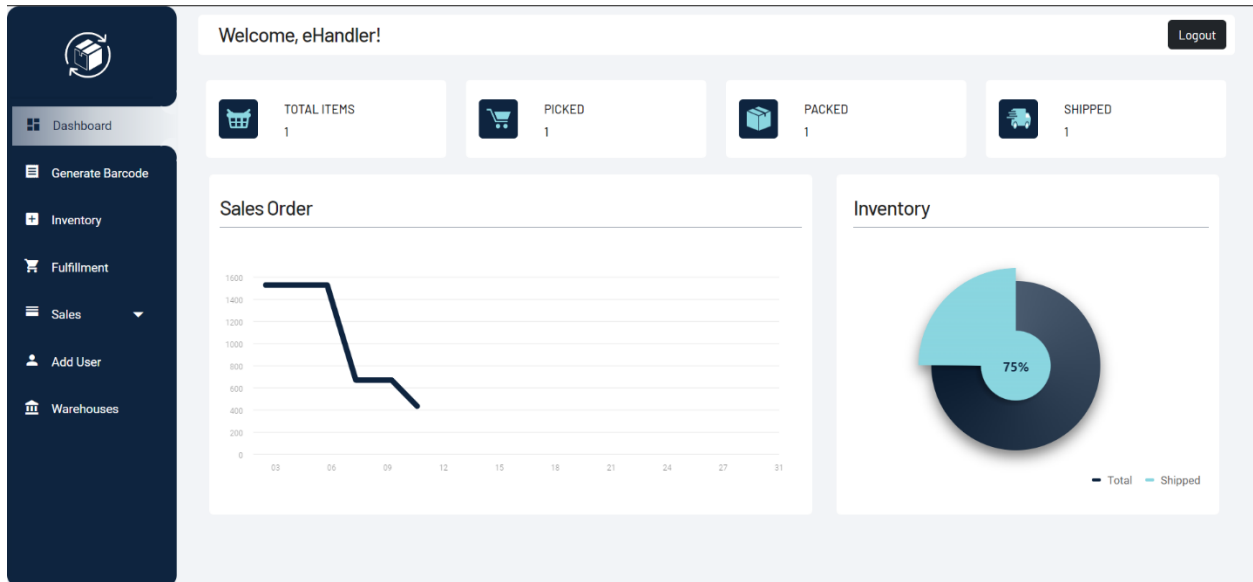 Welcome, eHandler!
Logout
Dashboard
Generate Barcode
Inventory
Fulfillment
Sales
Add User
Warehouses
TOTAL ITEMS
1
PICKED
1
PACKED
1
SHIPPED
1
Sales Order
1600
1400
1200
1000
800
600
400
200
0
03 06 09 12 15 18 21 24 27 31
Inventory
75%
Total Shipped